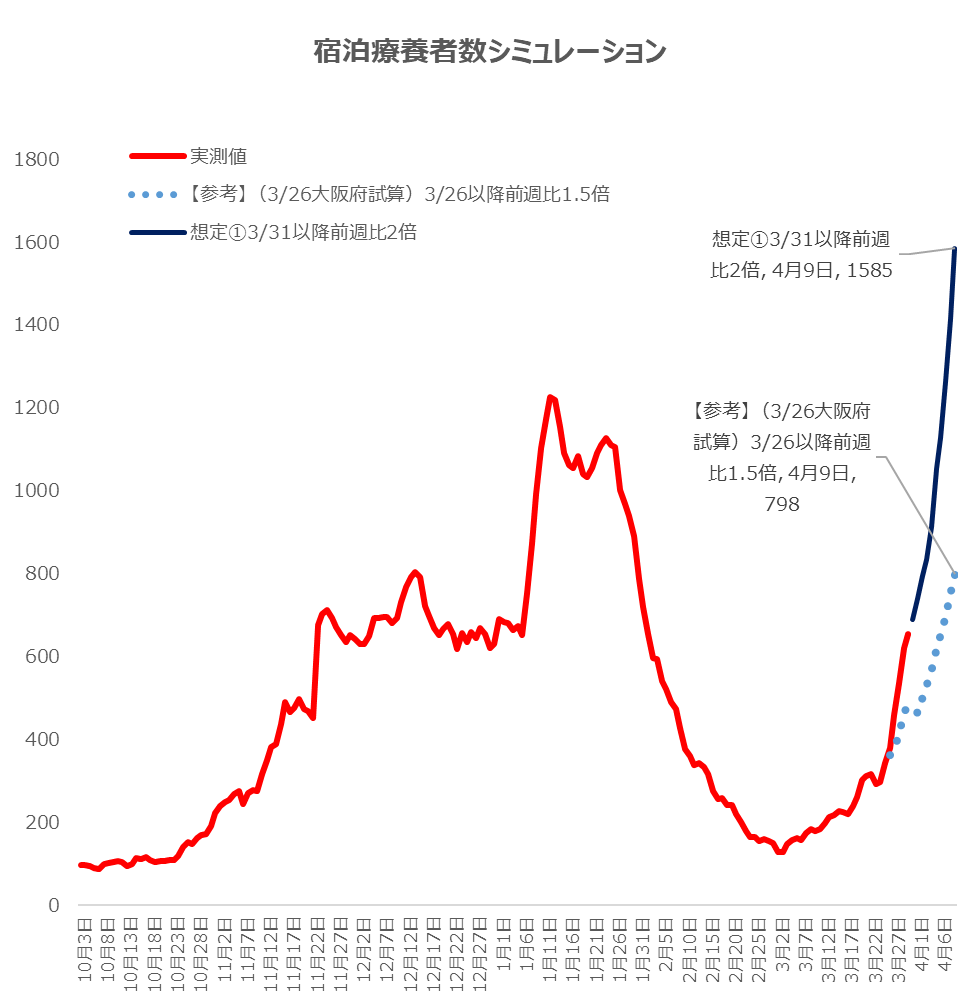 宿泊療養者数シミュレーション
実測値
【参考】（3/26大阪府試算）3/26以降前週比1.5倍
想定①3/31以降前週比2倍
1800
1600
1400
1200
1000
800
600
400
200
0
想定①3/31以降前週
比2倍, 4月9日, 1585
【参考】（3/26大阪府
試算）3/26以降前週
比1.5倍, 4月9日,
798
10月3日
10月8日
10月13日
10月18日
10月23日
10月28日
11月2日
11月7日
11月12日
11月17日
11月22日
11月27日
12月2日
12月7日
12月12日
12月17日
12月22日
12月27日
1月1日
1月6日
1月11日
1月16日
1月21日
1月26日
1月31日
2月5日
2月10日
2月15日
2月20日
2月25日
3月2日
3月7日
3月12日
3月17日
3月22日
3月27日
4月1日
4月6日